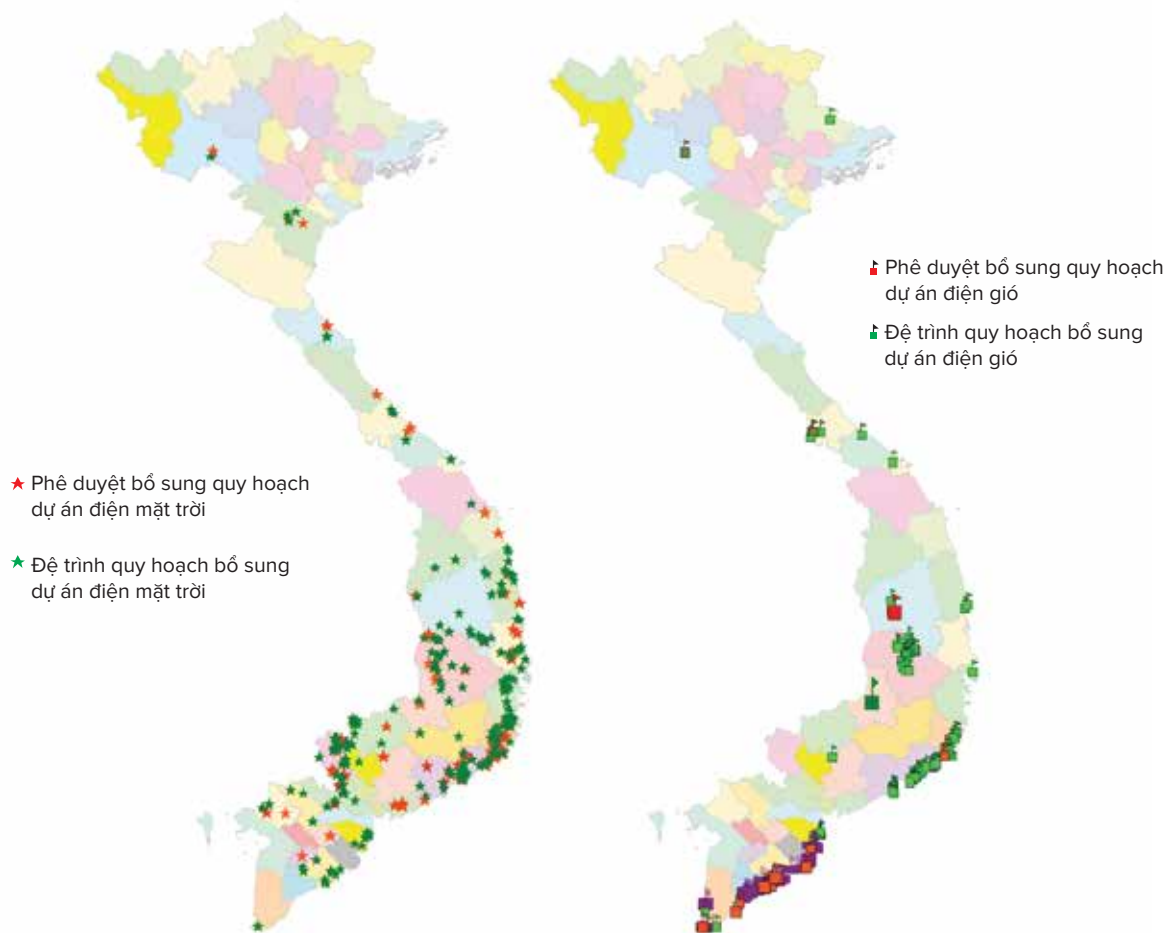 Phê duyệt bổ sung quy hoạch
dự án điện gió
Đệ trình quy hoạch bổ sung
dự án điện gió
Phê duyệt bổ sung quy hoạch
dự án điện mặt trời
Đệ trình quy hoạch bổ sung
dự án điện mặt trời